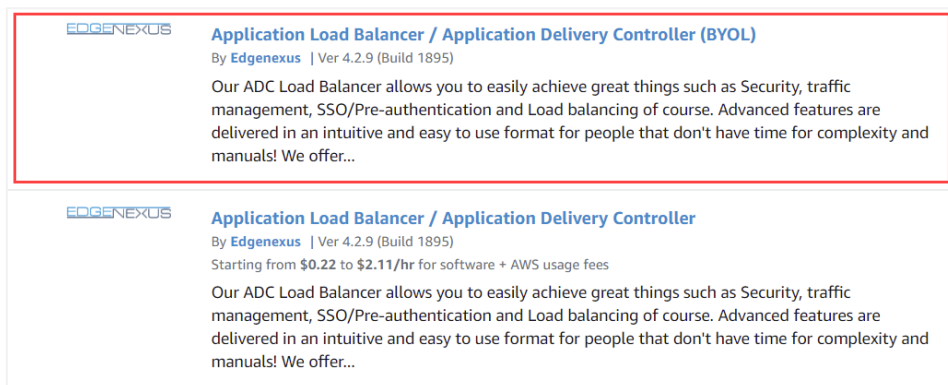 EDGENEXUS
Application Load Balancer / Application Delivery Controller (BYOL)
By Edgenexus | Ver 4.2.9 (Build 1895)
Our ADC Load Balancer allows you to easily achieve great things such as Security, traffic
management, SSO/Pre-authentication and Load balancing of course. Advanced features are
delivered in an intuitive and easy to use format for people that don't have time for complexity and
manuals! We offer...
EDGENEXUS
Application Load Balancer / Application Delivery Controller
By Edgenexus | Ver 4.2.9 (Build 1895)
Starting from $0.22 to $2.11/hr for software + AWS usage fees
Our ADC Load Balancer allows you to easily achieve great things such as Security, traffic
management, SSO/Pre-authentication and Load balancing of course. Advanced features are
delivered in an intuitive and easy to use format for people that don't have time for complexity and
manuals! We offer...